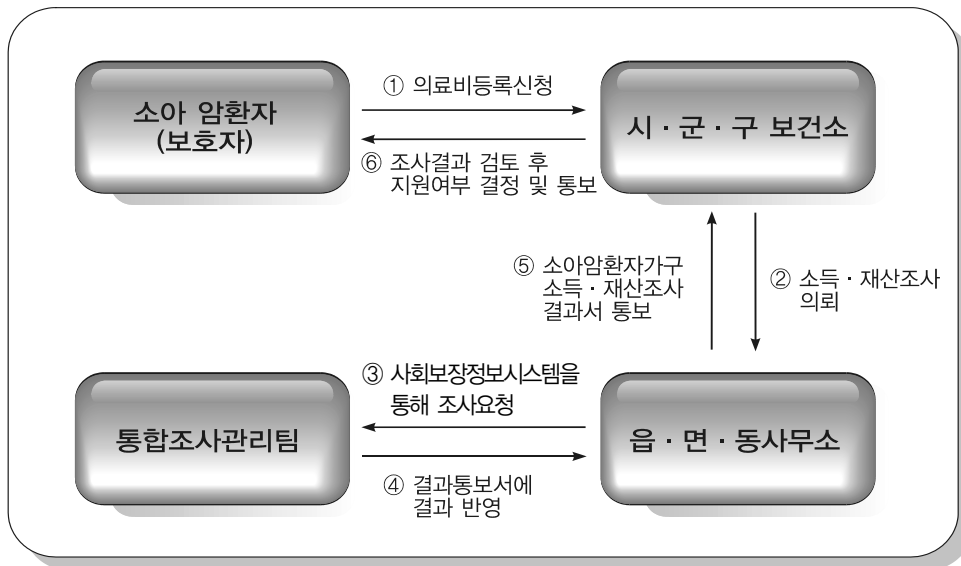 소아 암환자
(보호자)
① 의료비등록신청
시 · 군 · 구 보건소
⑥ 조사결과 검토 후
지원여부 결정 및 통보
⑤ 소아암환자가구
소득 · 재산조사
결과서 통보
② 소득 · 재산조사
의뢰
③ 사회보장정보시스템을
통해 조사요청
통합조사관리팀
읍 · 면 · 동사무소
④ 결과통보서에
결과 반영